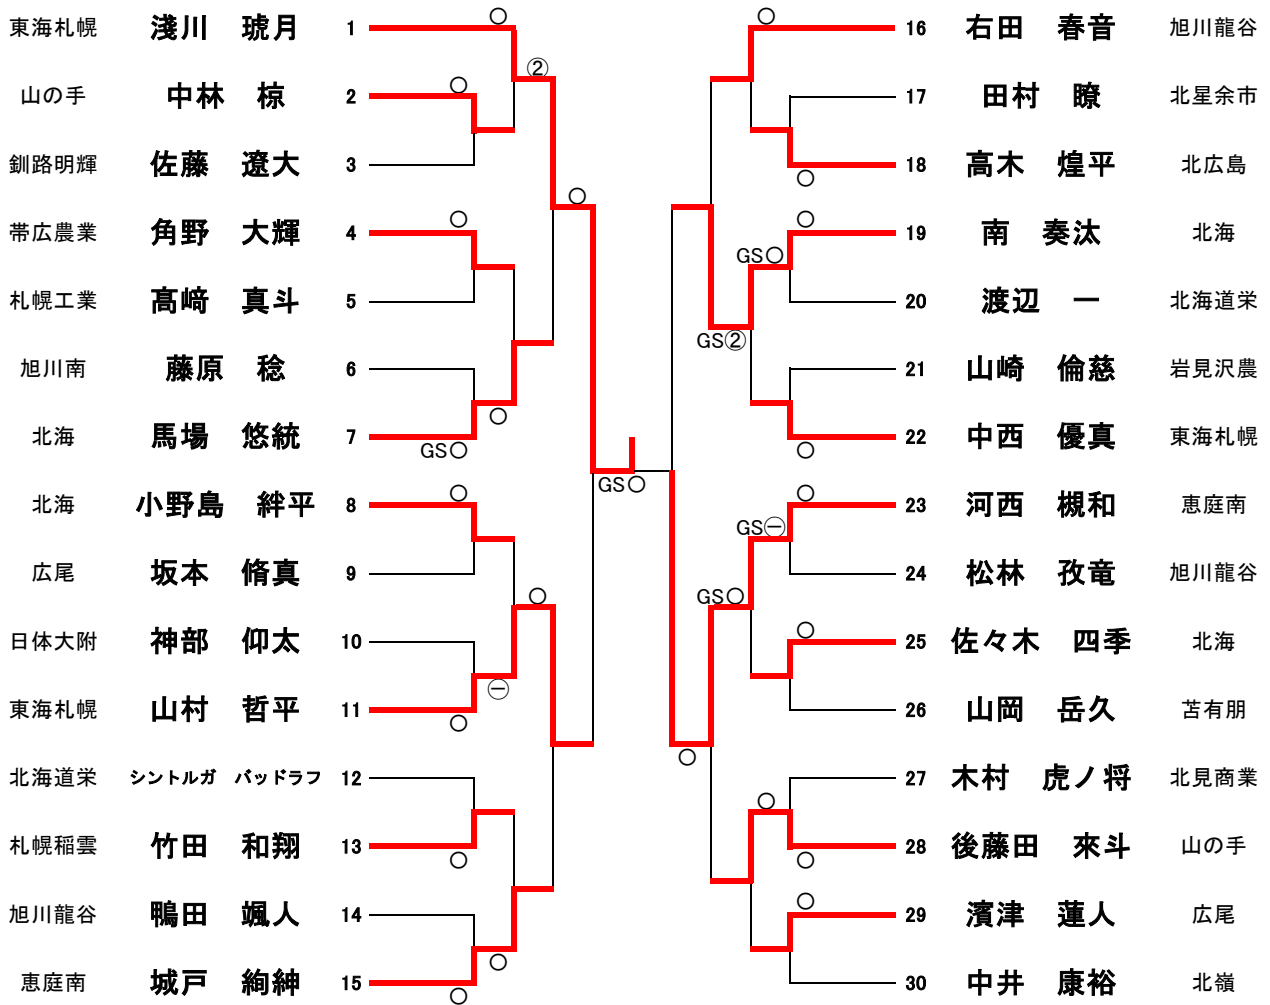 東海札幌 淺川 琥月 1
山の手 中林 椋 2
釧路明輝 佐藤 遼大 3
帯広農業 角野 大輝 4
札幌工業 髙﨑 真斗 5
旭川南 藤原 稔 6
北海 馬場 悠統 7
北海 小野島 絆平 8
広尾 坂本 脩真 9
日体大附 神部 仰太 10
東海札幌 山村 哲平 11
北海道栄 シントルガ バッドラフ 12
札幌稲雲 竹田 和翔 13
旭川龍谷 鴨田 颯人 14
恵庭南 城戸 絢紳 15
○
②
○
○
○
○
GS○
○
○
㊀
○
○
○
○
GS○
16 右田 春音 旭川龍谷
17 田村 瞭 北星余市
18 高木 煌平 北広島
19 南 奏汰 北海
20 渡辺 一 北海道栄
21 山崎 倫慈 岩見沢農
22 中西 優真 東海札幌
23 河西 槻和 恵庭南
24 松林 孜竜 旭川龍谷
25 佐々木 四季 北海
26 山岡 岳久 苫有朋
27 木村 虎ノ将 北見商業
28 後藤田 來斗 山の手
29 濱津 蓮人 広尾
30 中井 康裕 北嶺
○
○
○
GS○
GS②
○
○
GS㊀
GS○
○
○
○
○
○